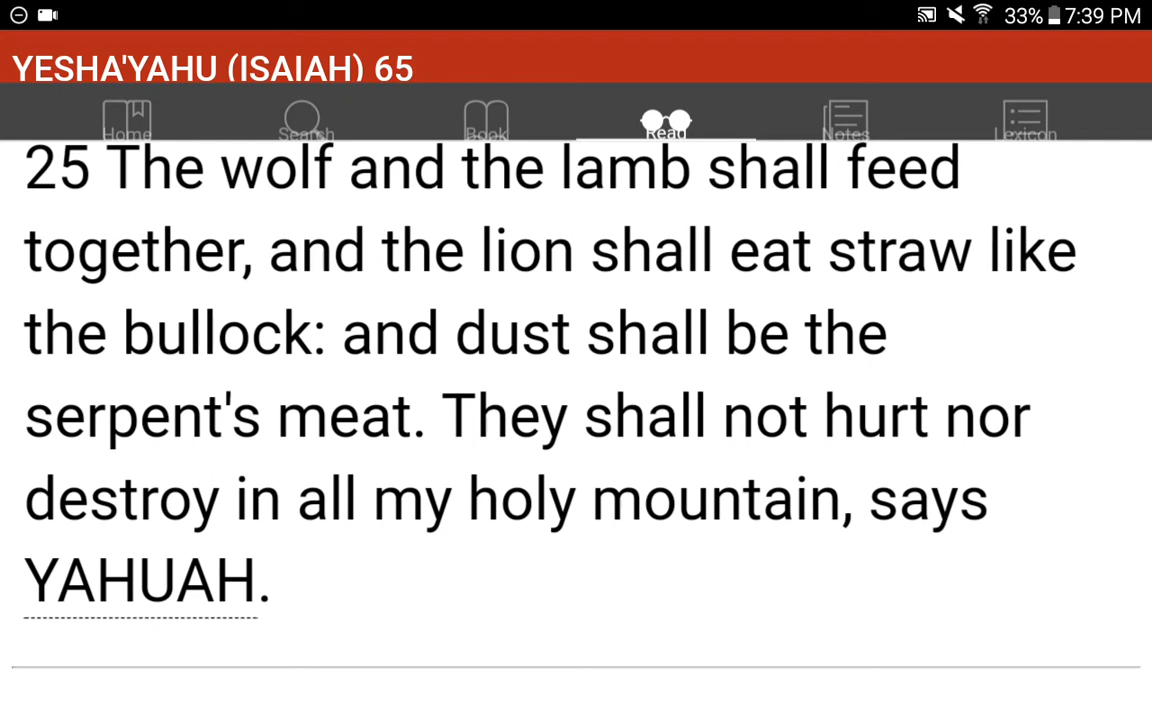 33% 7:39 PM
YESHA'YAHU (ISAIAH) 65
Home Search Book Read Notes Lexicon
25 The wolf and the lamb shall feed
together, and the lion shall eat straw like
the bullock: and dust shall be the
serpent's meat. They shall not hurt nor
destroy in all my holy mountain, says
YAHUAH.